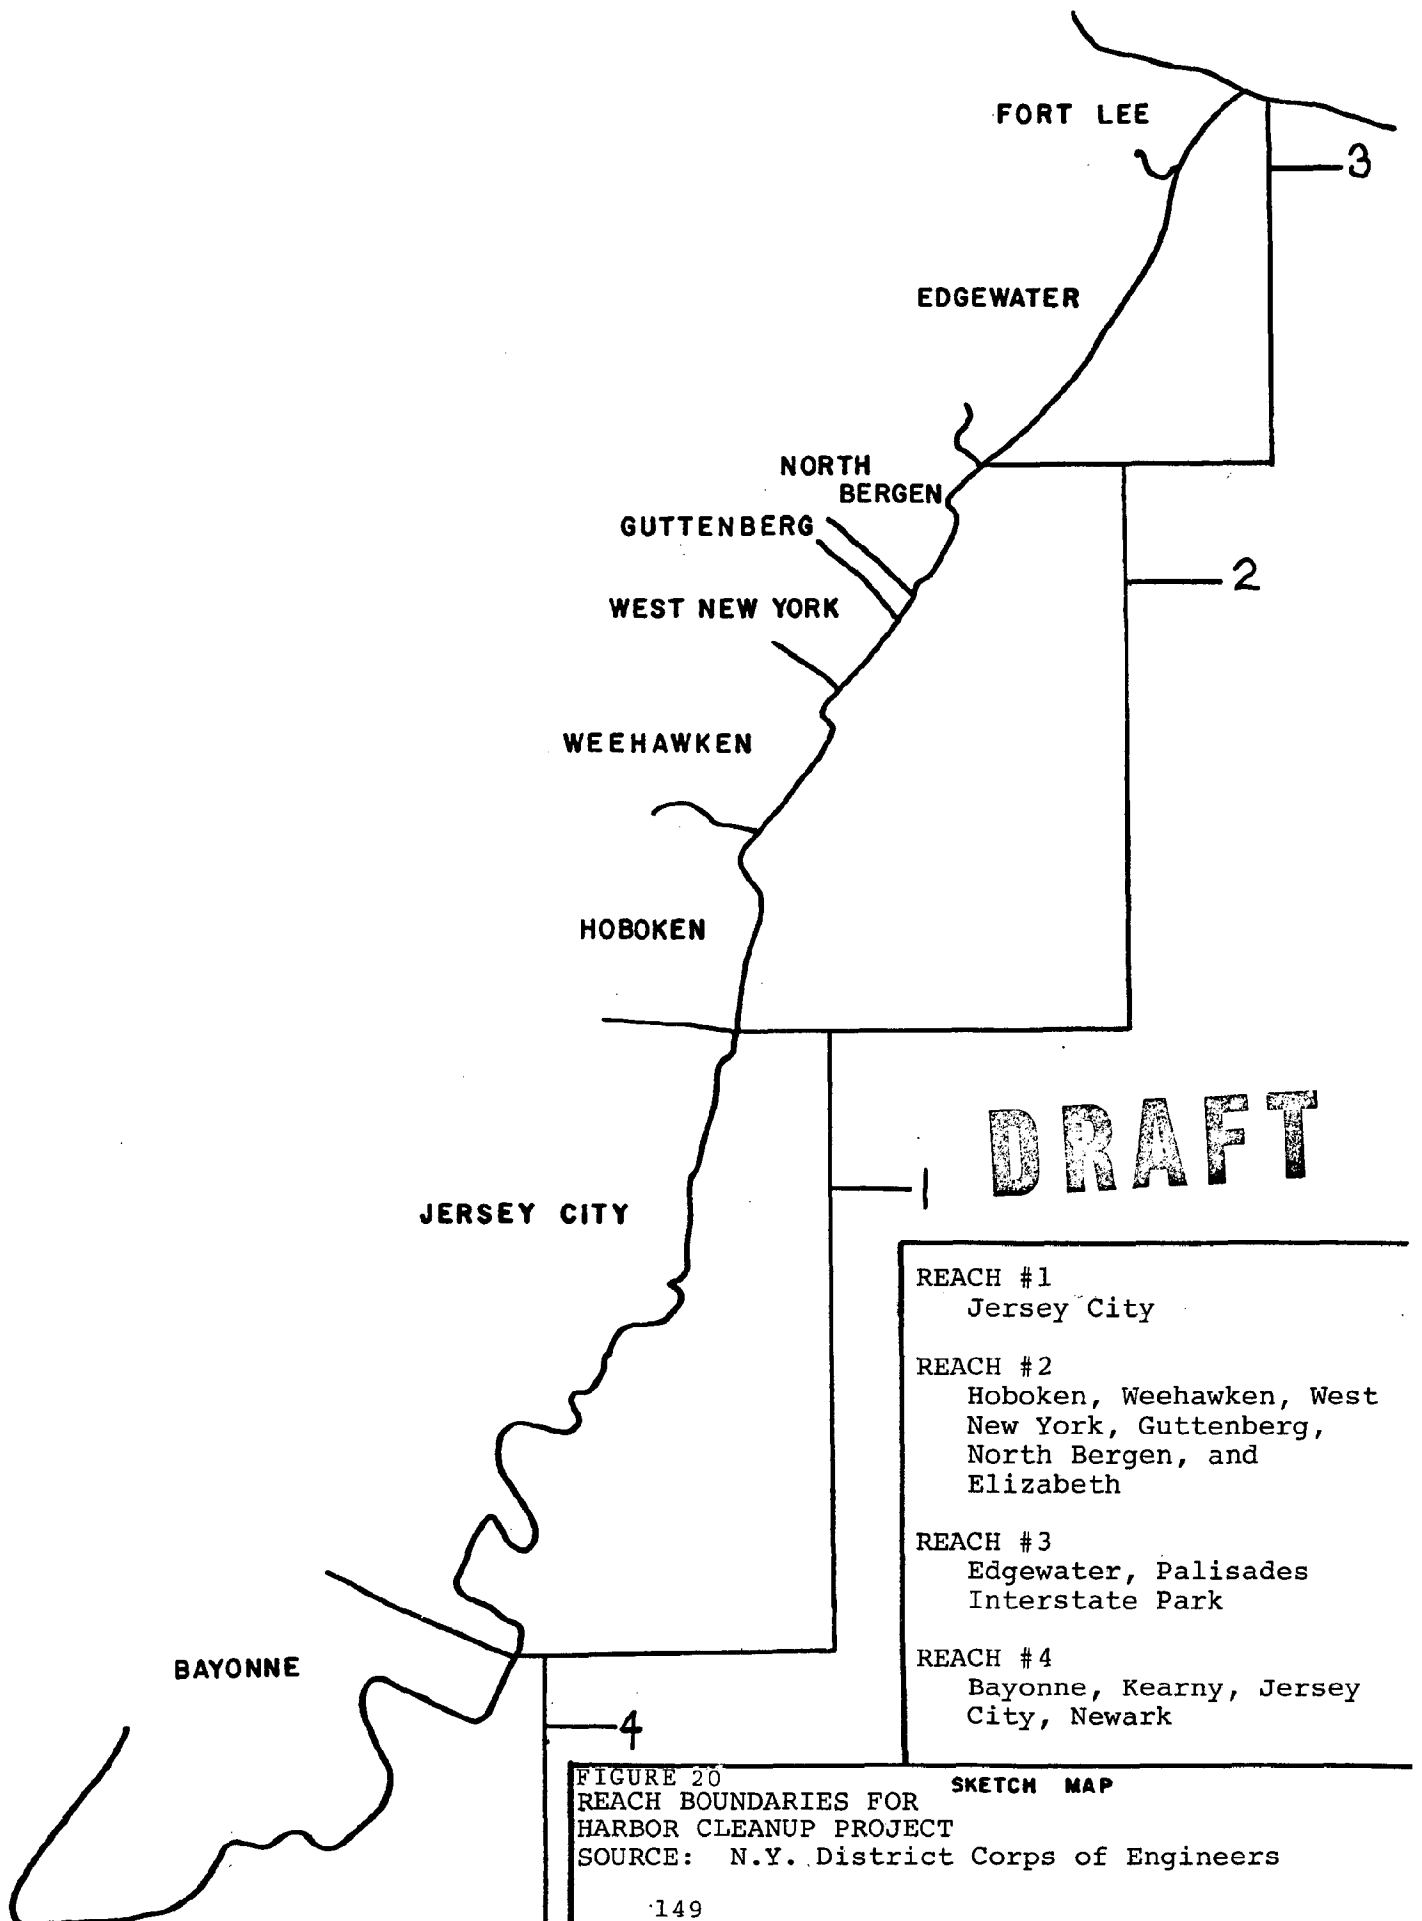 FORT LEE
3
EDGEWATER
NORTH
BERGEN
GUTTENBERG
2
WEST NEW YORK
WEEHAWKEN
HOBOKEN
DRAFT
1
JERSEY CITY
REACH #1
Jersey City
REACH #2
Hoboken, Weehawken, West
New York, Guttenberg,
North Bergen, and
Elizabeth
REACH #3
Edgewater, Palisades
Interstate Park
REACH #4
Bayonne, Kearny, Jersey
City, Newark
BAYONNE
4
FIGURE 20
SKETCH MAP
REACH BOUNDARIES FOR
HARBOR CLEANUP PROJECT
SOURCE: N.Y. District Corps of Engineers
149